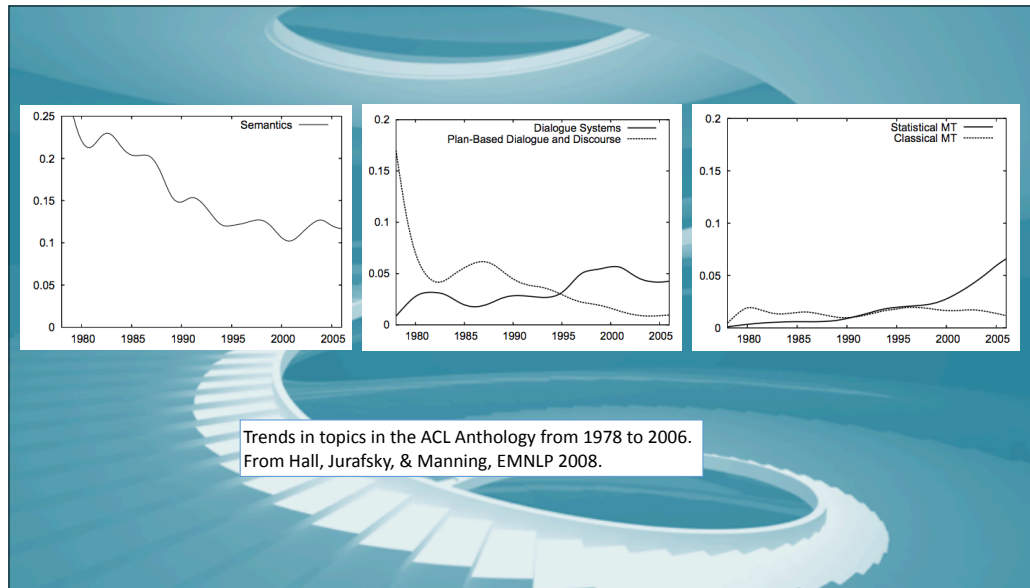 0.25
0.2
0.15
0.1
0.05
0
Semantics
1980 1985 1990 1995 2000 2005
0.2
0.15
0.1
0.05
0
Dialogue Systems
Plan-Based Dialogue and Discourse
1980 1985 1990 1995 2000 2005
0.2
0.15
0.1
0.05
0
Statistical MT
Classical MT
1980 1985 1990 1995 2000 2005
Trends in topics in the ACL Anthology from 1978 to 2006.
From Hall, Jurafsky, & Manning, EMNLP 2008.